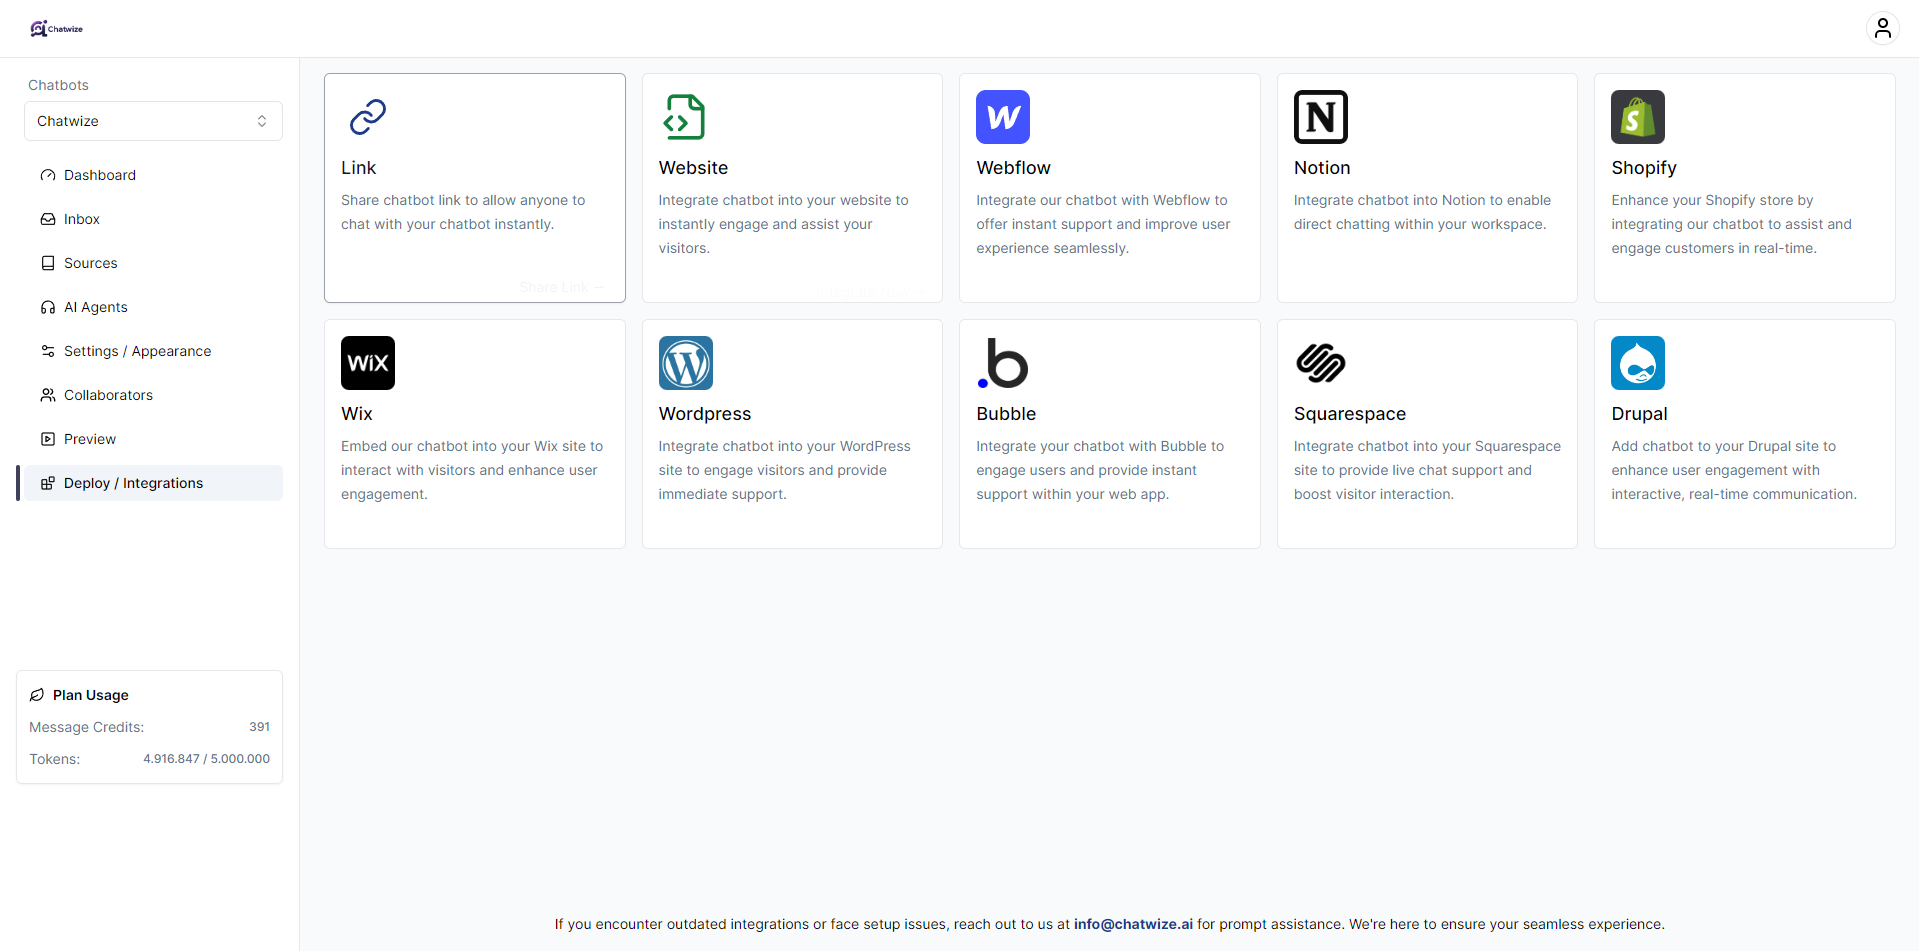 Chatwize
Chatbots
Chatwize
Dashboard
Inbox
Sources
AI Agents
Settings / Appearance
Collaborators
Preview
Deploy / Integrations
Plan Usage
Message Credits: 391
Tokens: 4.916.847 / 5.000.000
Link
Share chatbot link to allow anyone to
chat with your chatbot instantly.
Share Link
Website
Integrate chatbot into your website to
instantly engage and assist your
visitors.
W
Webflow
Integrate our chatbot with Webflow to
offer instant support and improve user
experience seamlessly.
N
Notion
Integrate chatbot into Notion to enable
direct chatting within your workspace.
S
Shopify
Enhance your Shopify store by
integrating our chatbot to assist and
engage customers in real-time.
WiX
Wix
Embed our chatbot into your Wix site to
interact with visitors and enhance user
engagement.
W
Wordpress
Integrate chatbot into your WordPress
site to engage visitors and provide
immediate support.
.b
Bubble
Integrate your chatbot with Bubble to
engage users and provide instant
support within your web app.
Squarespace
Integrate chatbot into your Squarespace
site to provide live chat support and
boost visitor interaction.
Drupal
Add chatbot to your Drupal site to
enhance user engagement with
interactive, real-time communication.
If you encounter outdated integrations or face setup issues, reach out to us at info@chatwize.ai for prompt assistance. We're here to ensure your seamless experience.